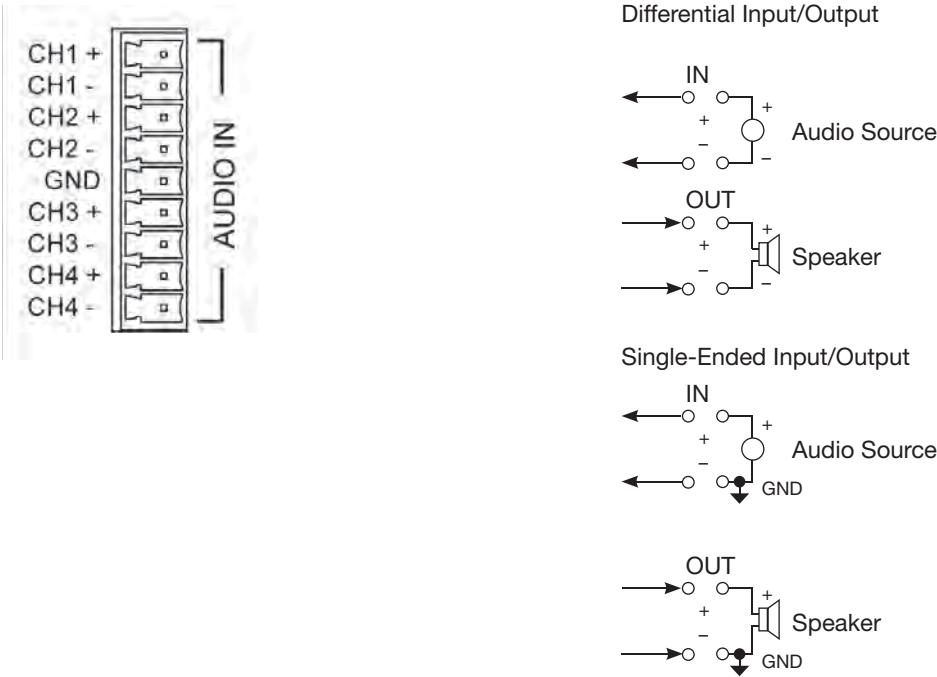 CH1 +
CH1 -
CH2 +
CH2 -
GND
CH3 +
CH3 -
CH4 +
CH4 -
AUDIO IN
Differential Input/Output
IN
+
+
−
−
Audio Source
OUT
+
+
−
−
Speaker
Single-Ended Input/Output
IN
+
+
−
Audio Source
GND
OUT
+
+
−
Speaker
GND